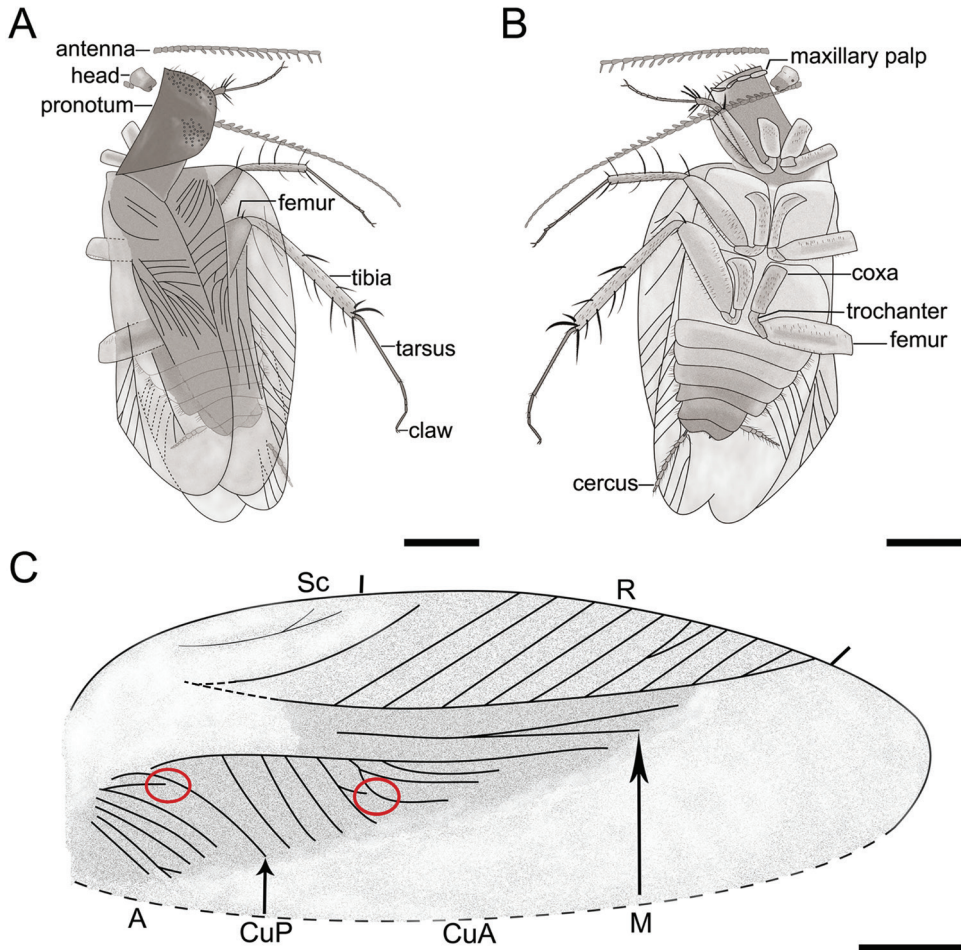 A
antenna
head
pronotum
femur
tibia
tarsus
claw
B
maxillary palp
coxa
trochanter
femur
cercus
C
Sc
R
A
CuP
CuA
M